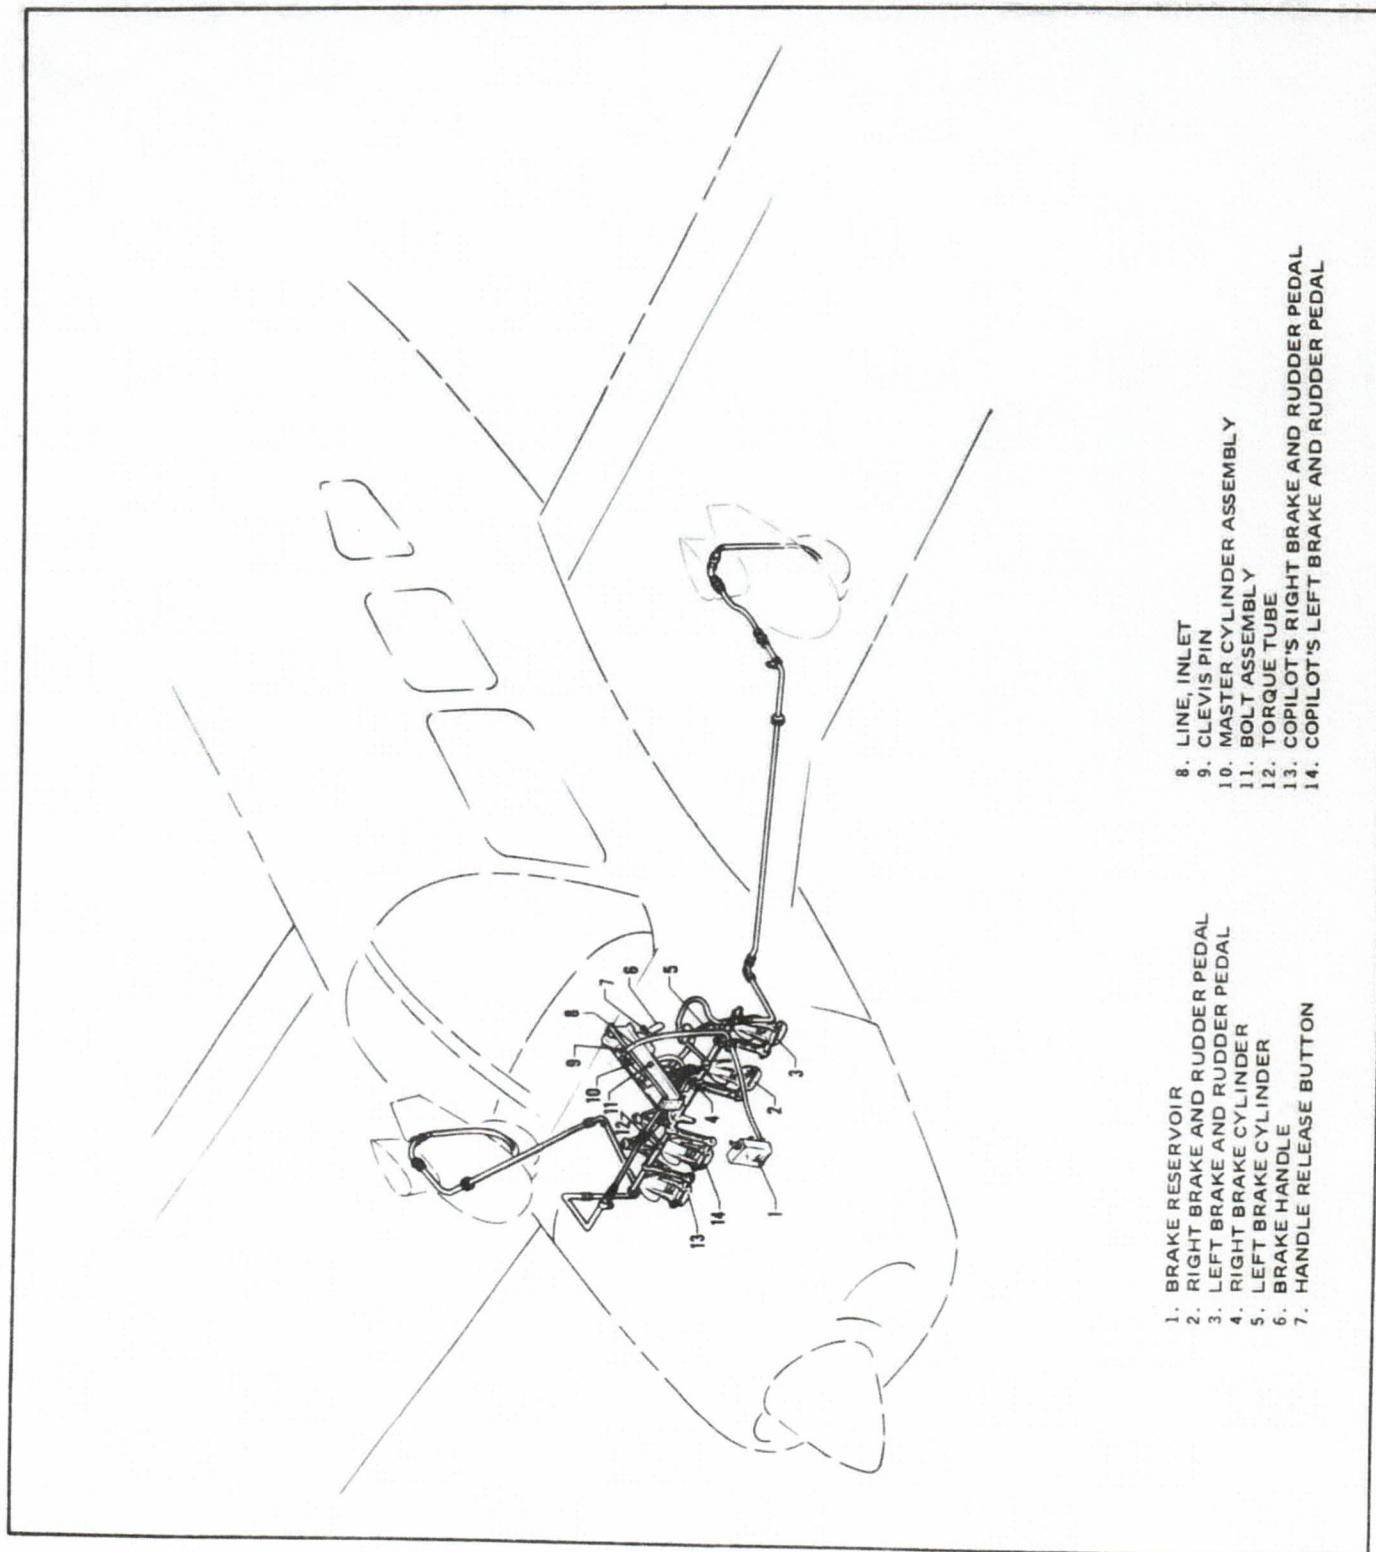 8
7
9
6
10
5
11
12
4
3
2
14
13
1
1. BRAKE RESERVOIR
2. RIGHT BRAKE AND RUDDER PEDAL
3. LEFT BRAKE AND RUDDER PEDAL
4. RIGHT BRAKE CYLINDER
5. LEFT BRAKE CYLINDER
6. BRAKE HANDLE
7. HANDLE RELEASE BUTTON
8. LINE, INLET
9. CLEVIS PIN
10. MASTER CYLINDER ASSEMBLY
11. BOLT ASSEMBLY
12. TORQUE TUBE
13. COPILOT'S RIGHT BRAKE AND RUDDER PEDAL
14. COPILOT'S LEFT BRAKE AND RUDDER PEDAL